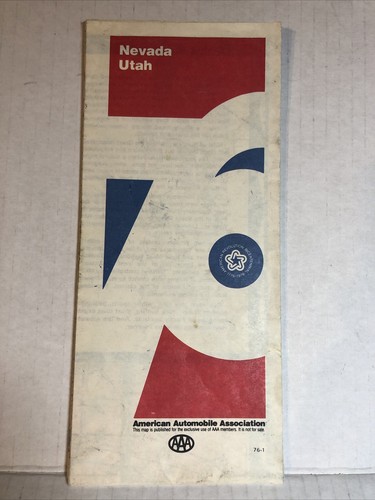 Nevada
Utah
American Automobile Association
This map is published for the exclusive use of AAA members. It is not for sale.
AAA
76-1